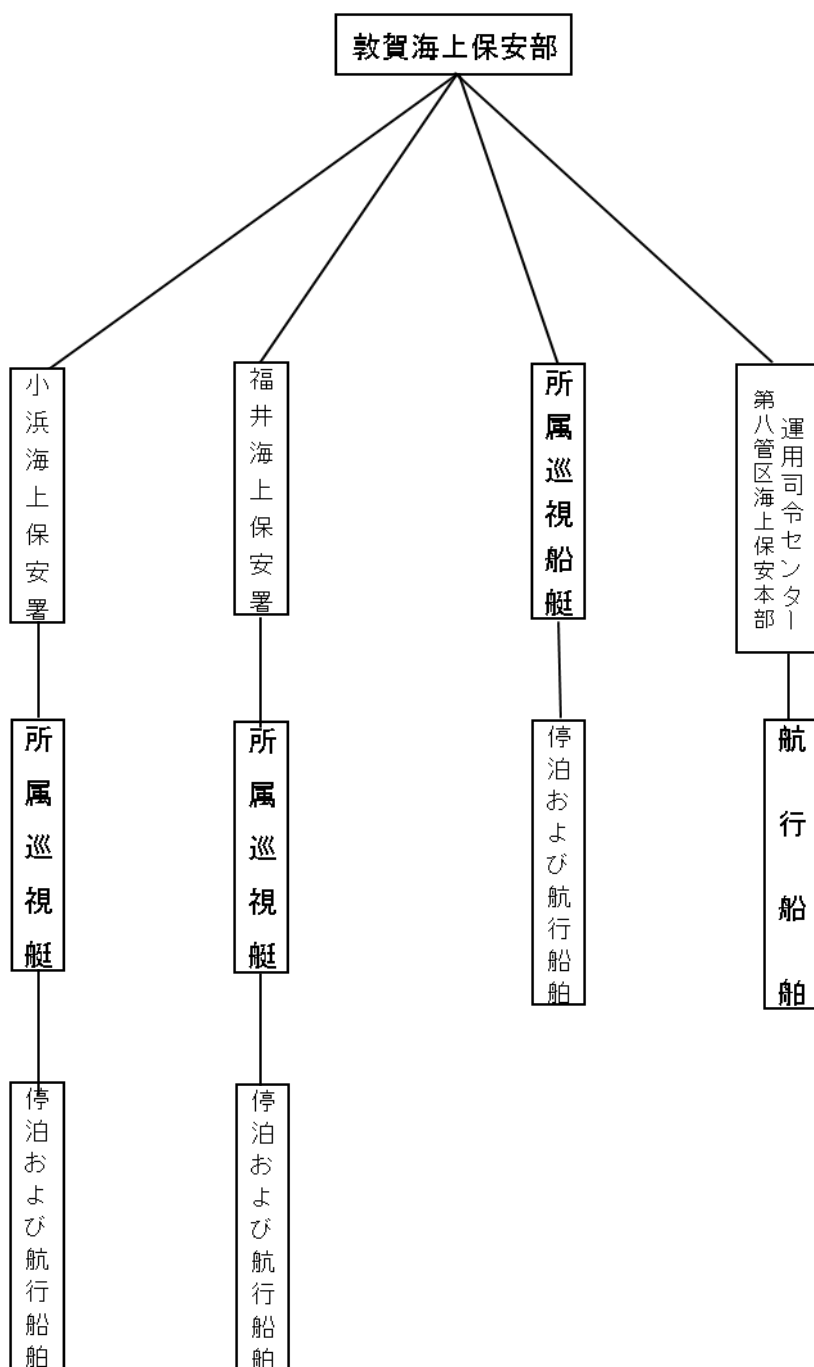 敦賀海上保安部
小浜海上保安署
所属巡視艇
停泊および航行船舶
福井海上保安署
所属巡視艇
停泊および航行船舶
所属巡視船艇
停泊および航行船舶
第八管区海上保安本部
運用司令センター
航行船舶